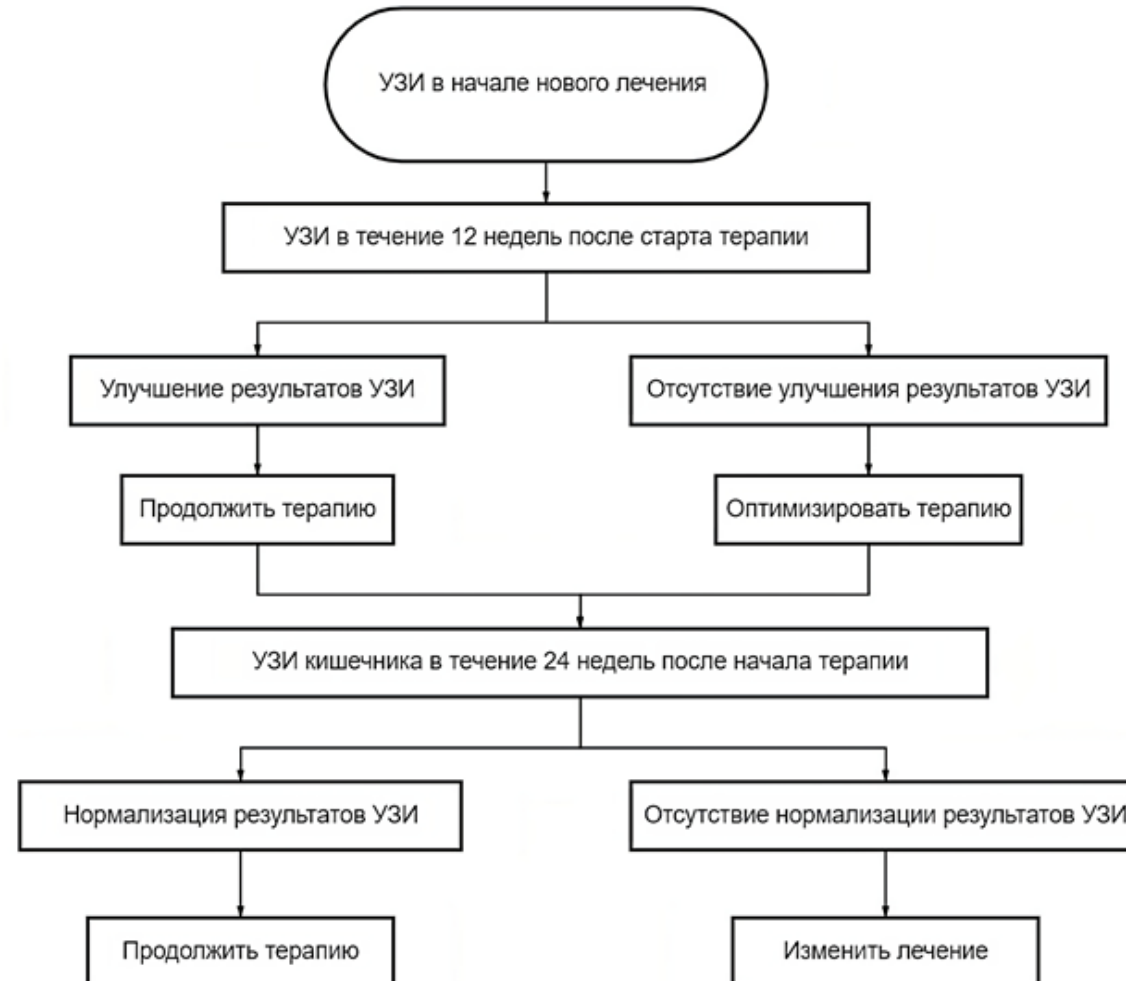 УЗИ в начале нового лечения
УЗИ в течение 12 недель после старта терапии
Улучшение результатов УЗИ
Отсутствие улучшения результатов УЗИ
Продолжить терапию
Оптимизировать терапию
УЗИ кишечника в течение 24 недель после начала терапии
Нормализация результатов УЗИ
Отсутствие нормализации результатов УЗИ
Продолжить терапию
Изменить лечение